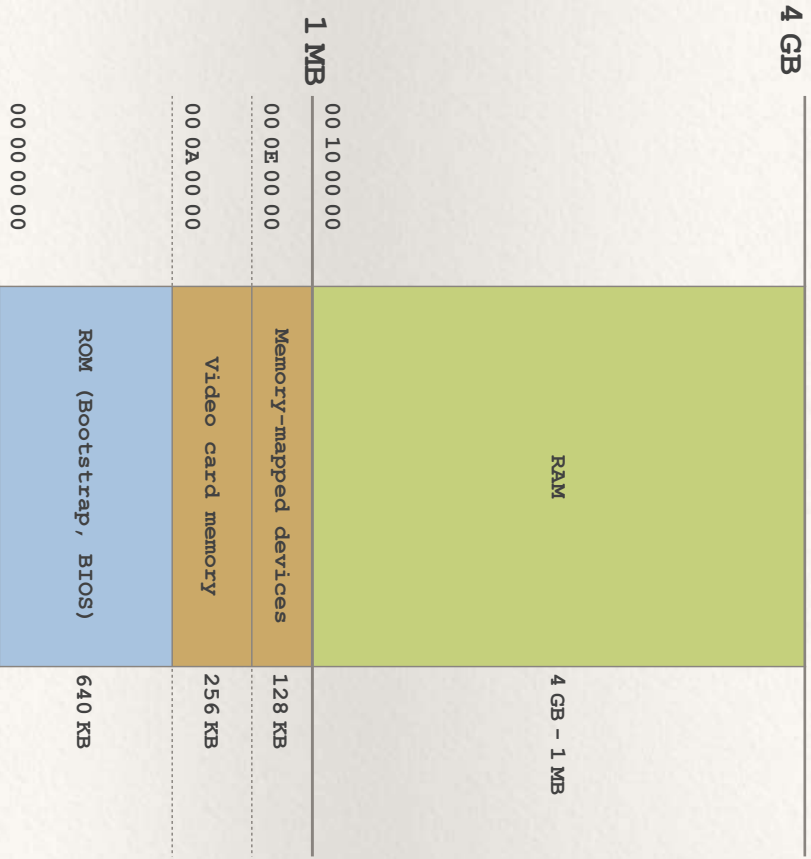 4 GB
RAM
4 GB – 1 MB
1 MB
00 10 00 00
Memory-mapped devices
128 KB
00 0E 00 00
Video card memory
256 KB
00 0A 00 00
ROM (Bootstrap, BIOS)
640 KB
00 00 00 00